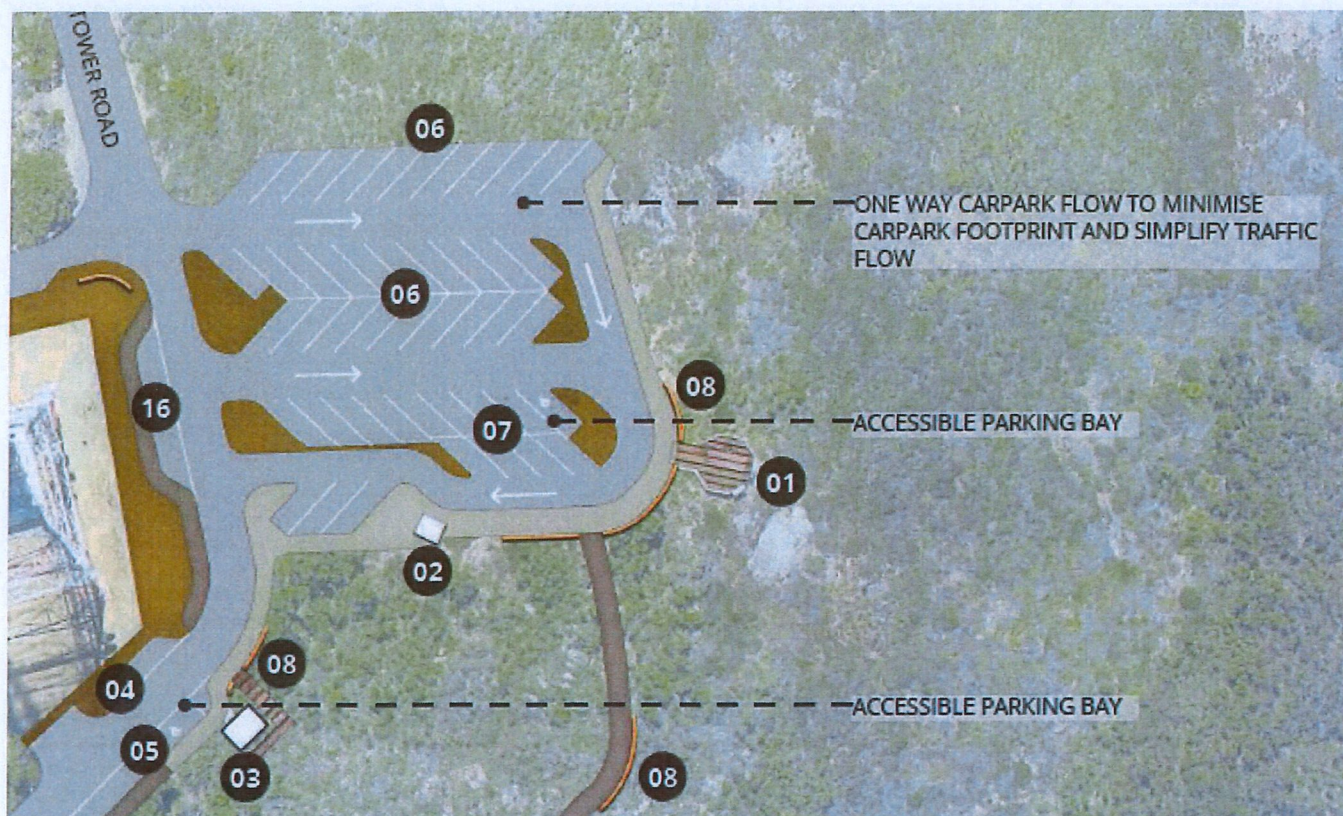 TOWER ROAD
06
ONE WAY CARPARK FLOW TO MINIMISE
CARPARK FOOTPRINT AND SIMPLIFY TRAFFIC
FLOW
06
08
16
07
ACCESSIBLE PARKING BAY
01
02
08
04
ACCESSIBLE PARKING BAY
05
03
08